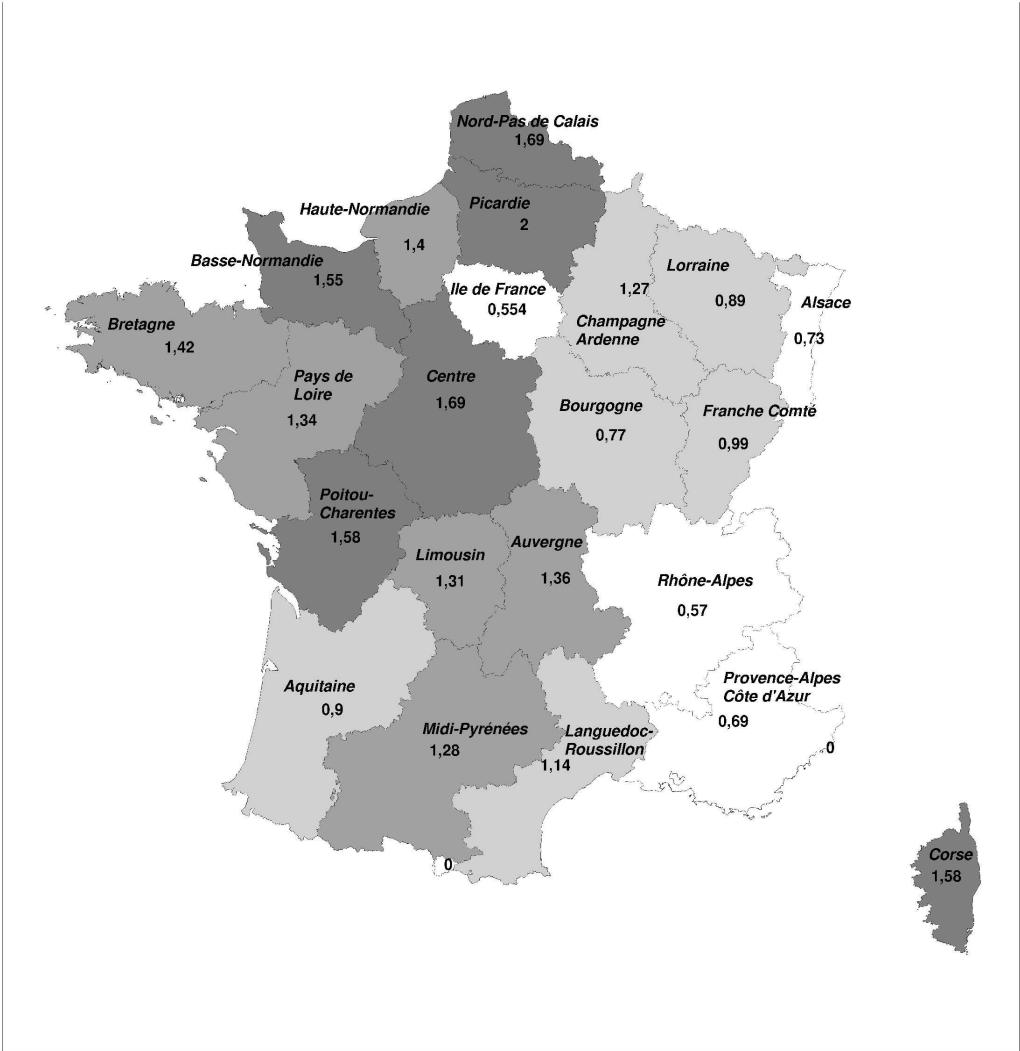 Nord-Pas de Calais
1,69
Haute-Normandie
1,4
Picardie
2
Basse-Normandie
1,55
Ile de France
0,554
1,27
Champagne
Ardenne
Lorraine
0,89
Alsace
0,73
Bretagne
1,42
Pays de
Loire
1,34
Centre
1,69
Bourgogne
0,77
Franche Comté
0,99
Poitou-
Charentes
1,58
Limousin
1,31
Auvergne
1,36
Rhône-Alpes
0,57
Aquitaine
0,9
Midi-Pyrénées
1,28
Languedoc-
Roussillon
1,14
Provence-Alpes
Côte d'Azur
0,69
0
0
Corse
1,58